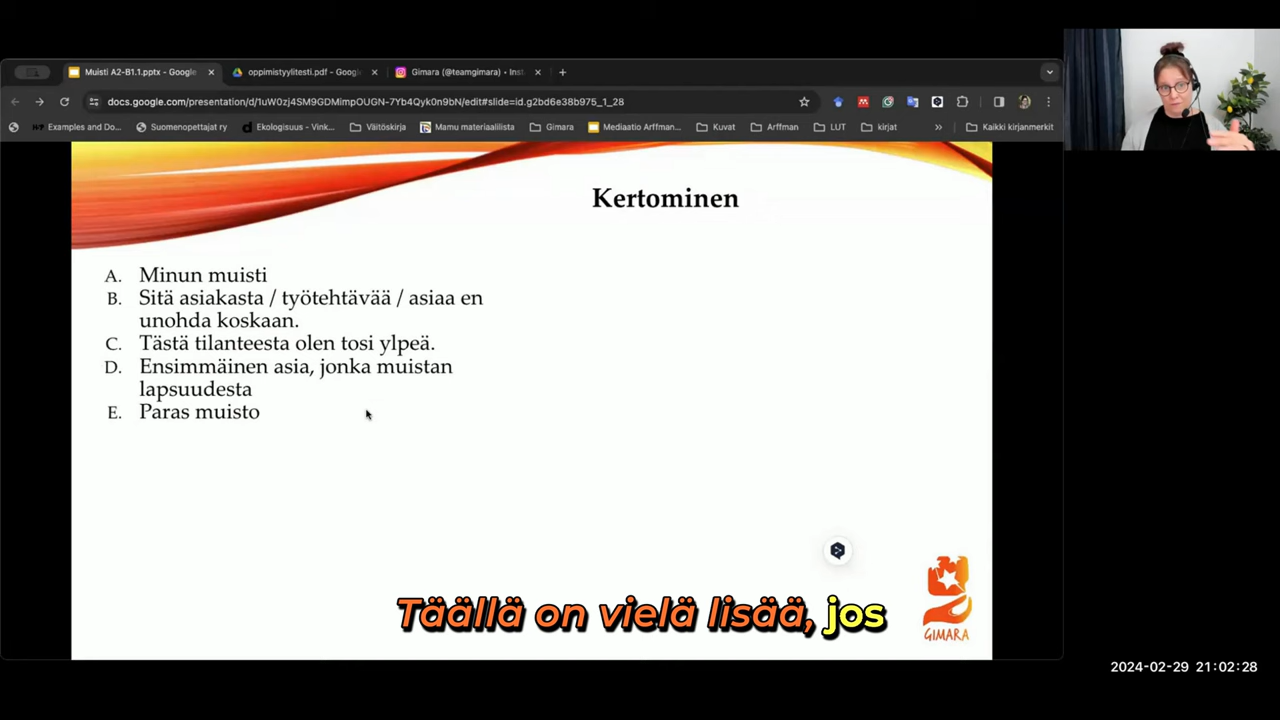 Muisti A2-B1.1.pptx - Google
oppimistyylitesti.pdf - Goog
Gimara (@teamgimara) • Inst
docs.google.com/presentation/d/1uW0zj4SM9GDMimpOUGN-7Yb4Qyk0n9bN/edit#slide=id.g2bd6e38b975_1_28
Examples and Do...
Suomenopettajat ry
Ekologisuus - Vink...
Väitöskirja
Mamu materiaalista
Gimara
Mediaatio Arffman...
Kuvat
Arffman
LUT
kirjat
»
Kaikki kirjanmerkit
Kertominen
A. Minun muisti
B. Sitä asiakasta / työtehtävää / asiaa en
unohda koskaan.
C. Tästä tilanteesta olen tosi ylpeä.
D. Ensimmäinen asia, jonka muistan
lapsuudesta
E. Paras muisto
Täällä on vielä lisää, jos
GIMARA
2024-02-29 21:02:28